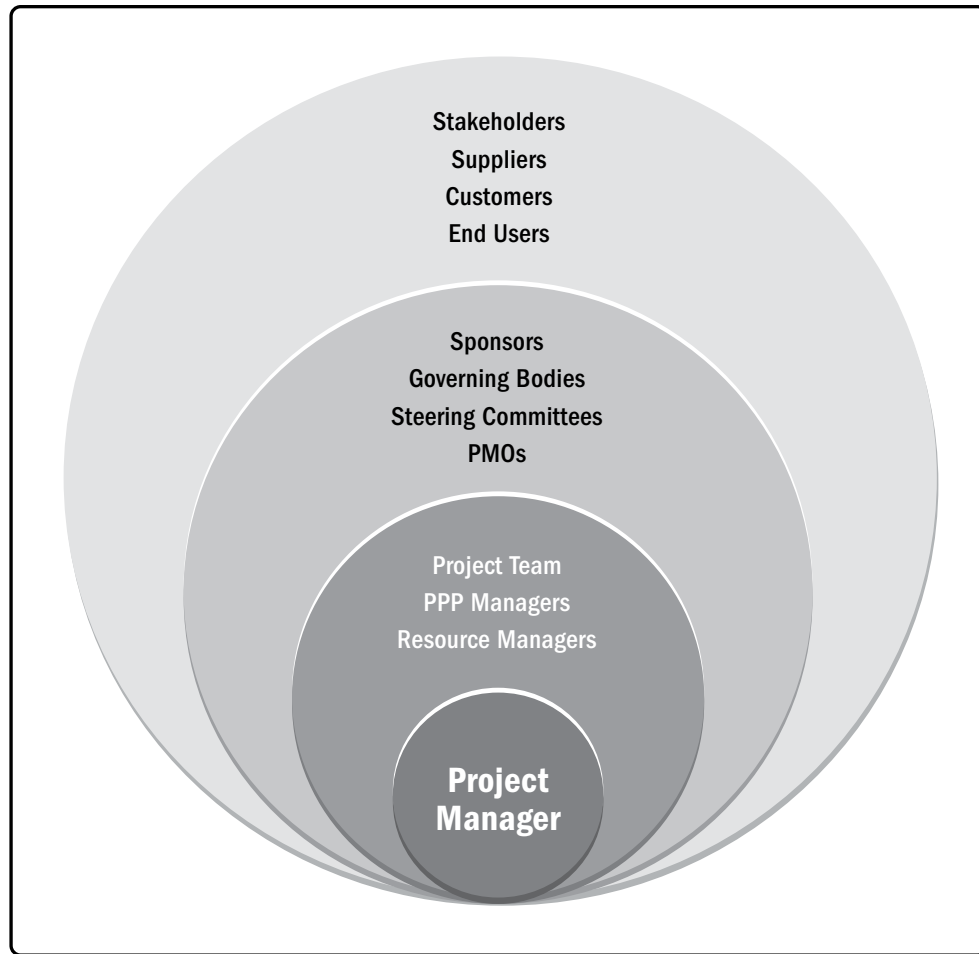 Stakeholders
Suppliers
Customers
End Users
Sponsors
Governing Bodies
Steering Committees
PMOs
Project Team
PPP Managers
Resource Managers
Project
Manager